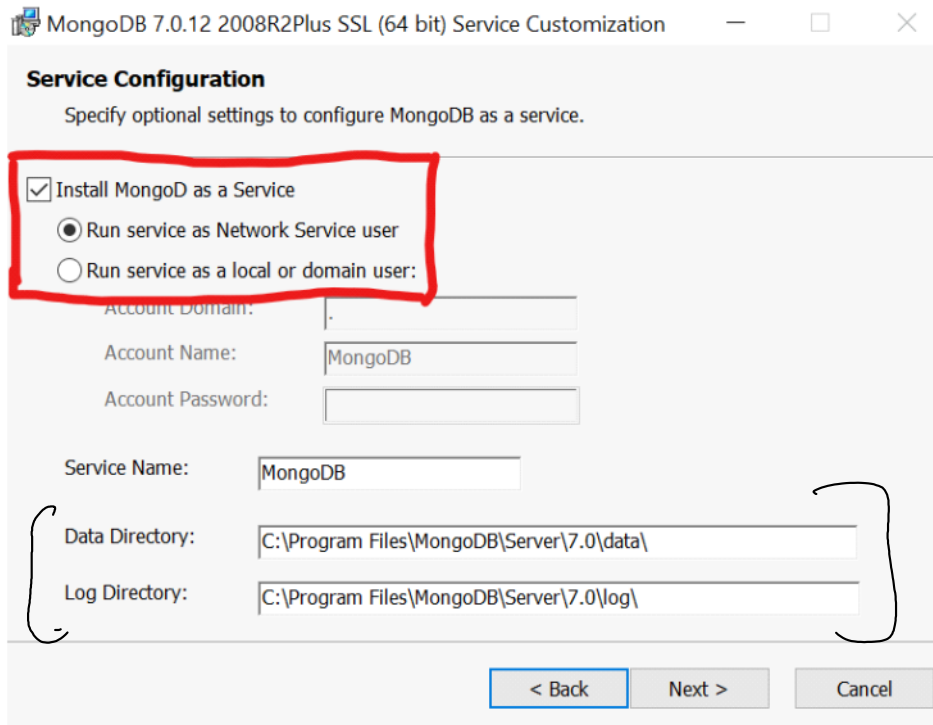 MongoDB 7.0.12 2008R2Plus SSL (64 bit) Service Customization
Service Configuration
Specify optional settings to configure MongoDB as a service.
Install MongoD as a Service
Run service as Network Service user
Run service as a local or domain user:
Account Domain: .
Account Name: MongoDB
Account Password:
Service Name: MongoDB
Data Directory: C:\Program Files\MongoDB\Server\7.0\data\
Log Directory: C:\Program Files\MongoDB\Server\7.0\log\
< Back Next > Cancel